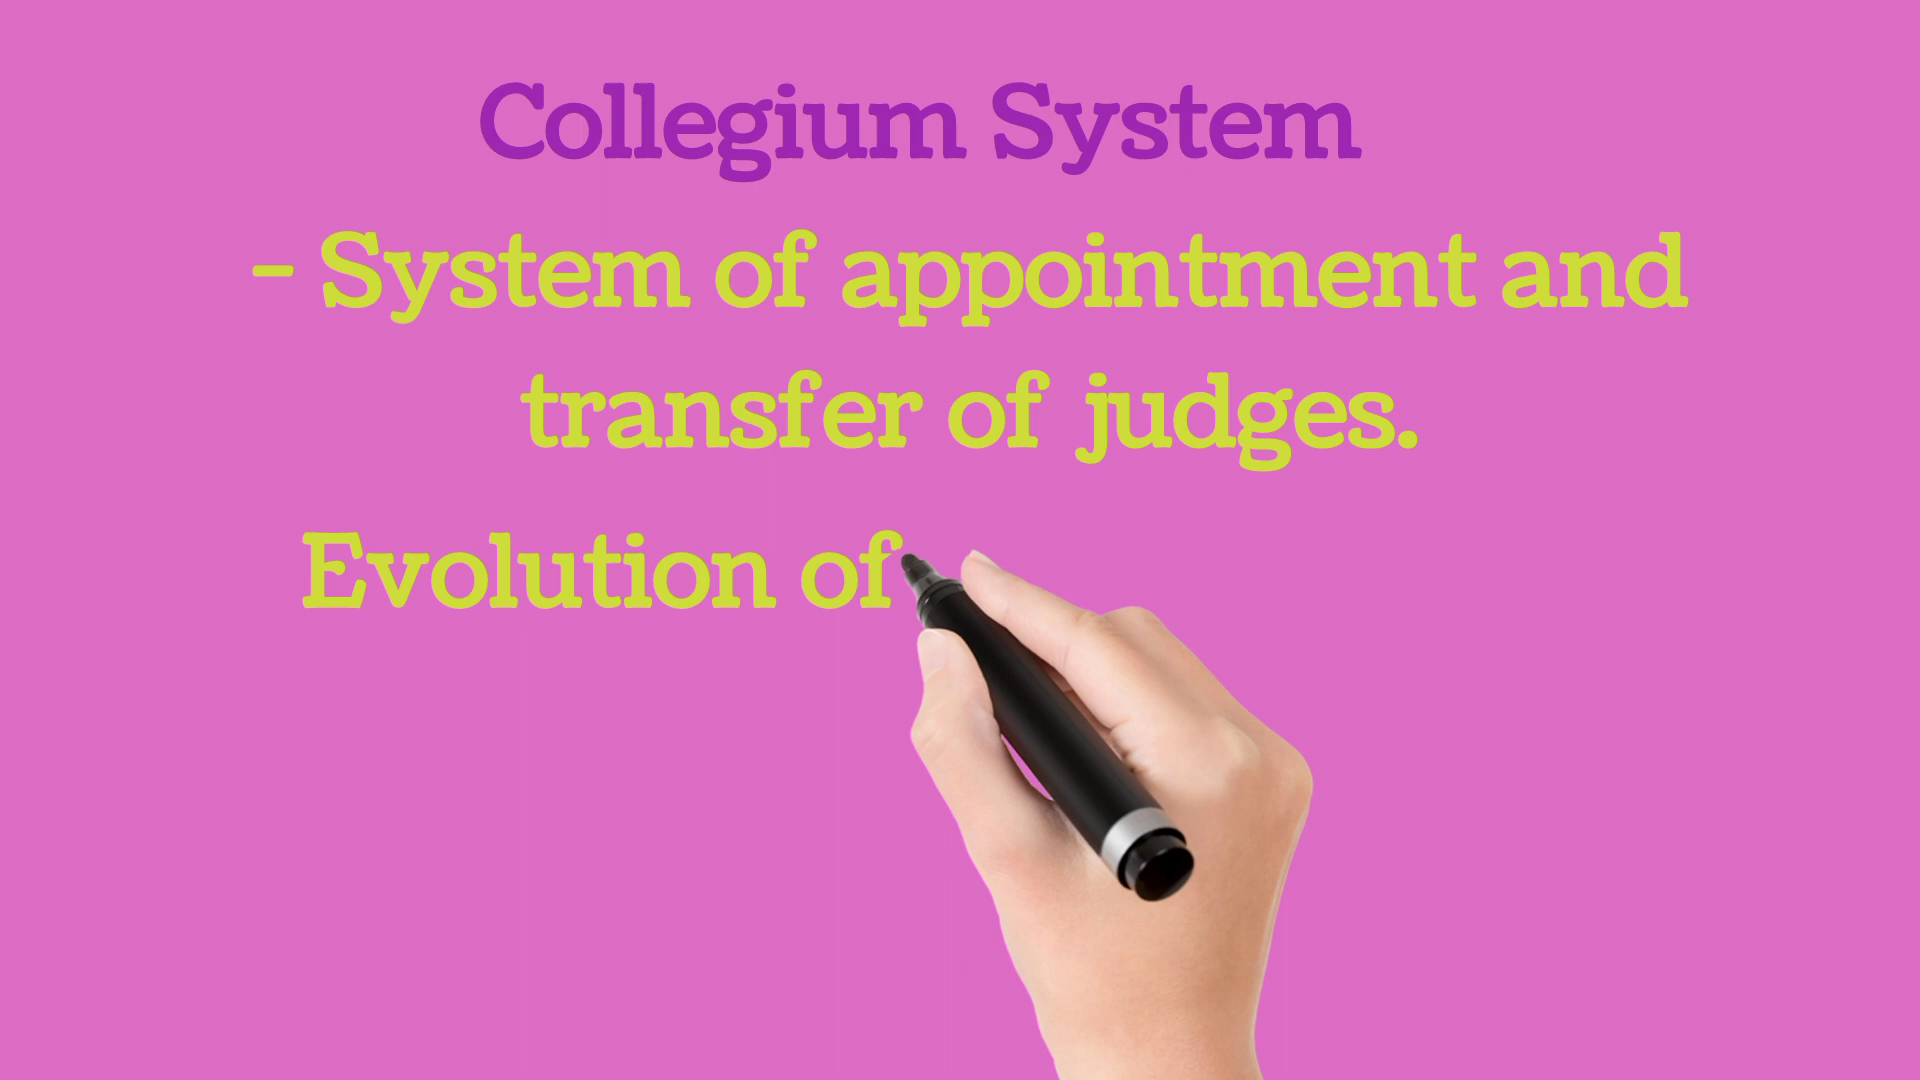 Collegium System
- System of appointment and
transfer of judges.
Evolution of